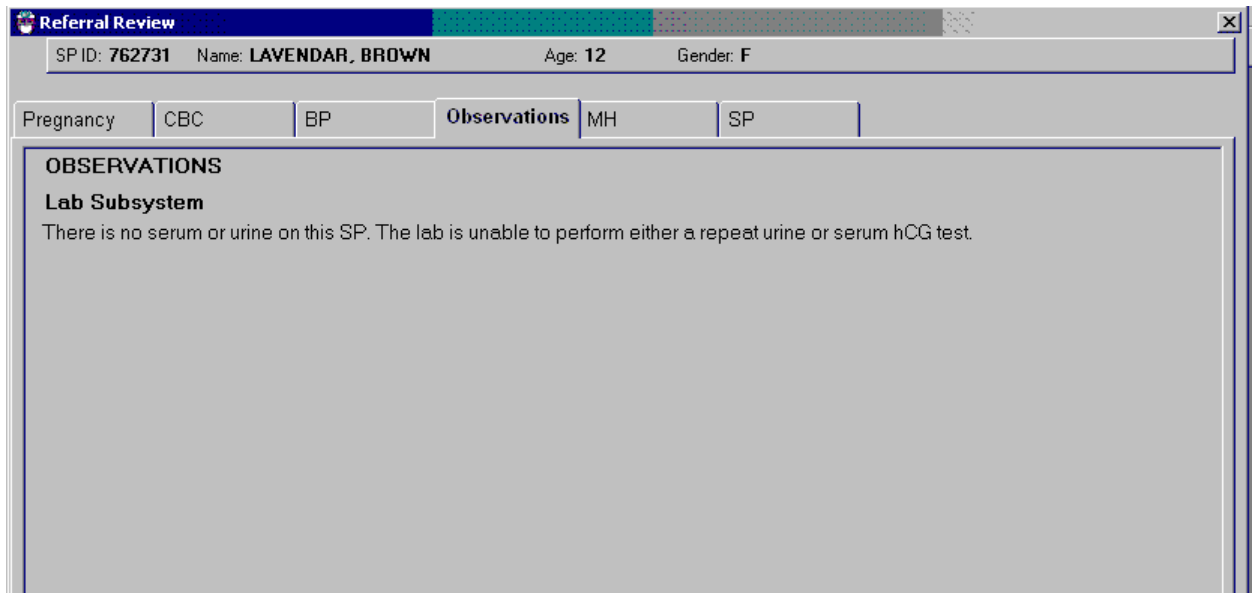 Referral Review
SP ID: 762731 Name: LAVENDAR, BROWN Age: 12 Gender: F
Pregnancy CBC BP Observations MH SP
OBSERVATIONS
Lab Subsystem
There is no serum or urine on this SP. The lab is unable to perform either a repeat urine or serum hCG test.